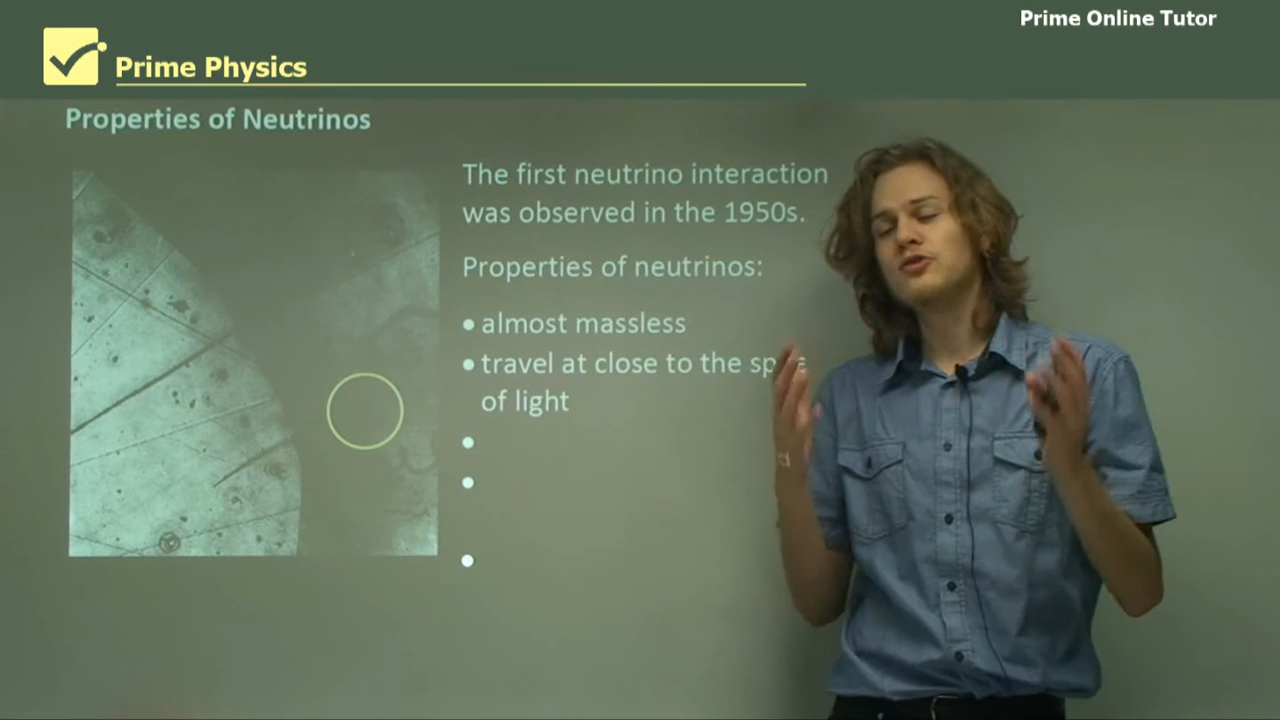 Prime Online Tutor
Prime Physics
Properties of Neutrinos
The first neutrino interaction
was observed in the 1950s.
Properties of neutrinos:
• almost massless
• travel at close to the
of light
•
•
•